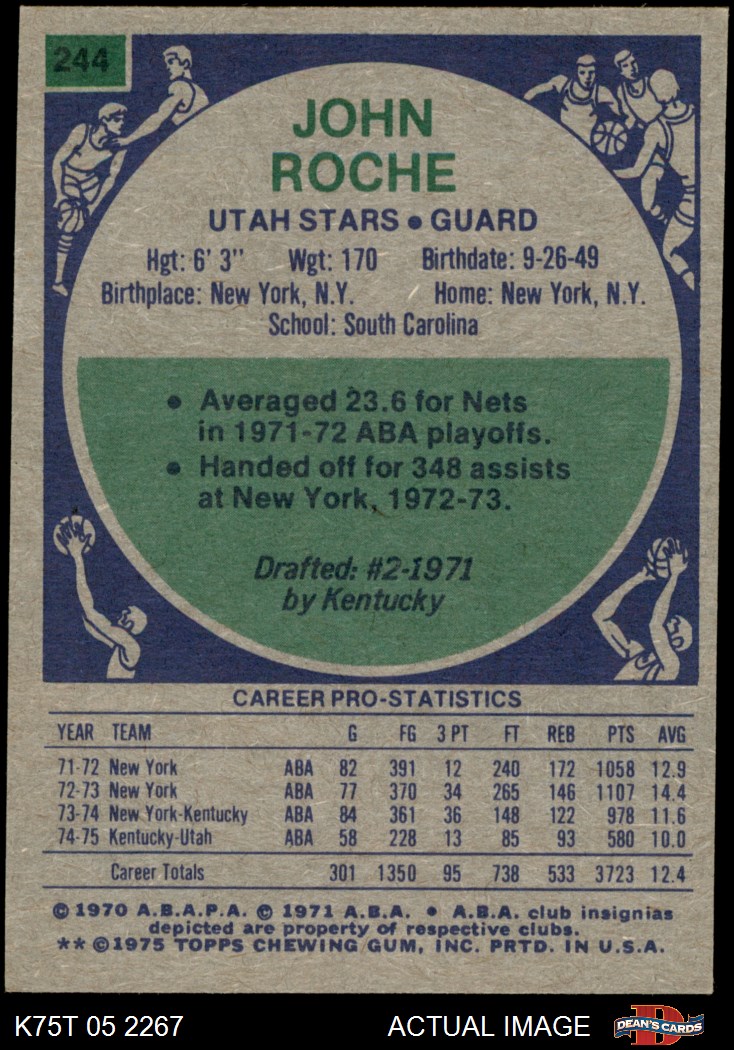 244
JOHN
ROCHE
UTAH STARS • GUARD
Hgt: 6' 3" Wgt: 170 Birthdate: 9-26-49
Birthplace: New York, N.Y. Home: New York, N.Y.
School: South Carolina
• Averaged 23.6 for Nets
in 1971-72 ABA playoffs.
• Handed off for 348 assists
at New York, 1972-73.
Drafted: #2-1971
by Kentucky
CAREER PRO-STATISTICS
YEAR TEAM G FG 3 PT FT REB PTS AVG
71-72 New York ABA 82 391 12 240 172 1058 12.9
72-73 New York ABA 77 370 34 265 146 1107 14.4
73-74 New York-Kentucky ABA 84 361 36 148 122 978 11.6
74-75 Kentucky-Utah ABA 58 228 13 85 93 580 10.0
Career Totals 301 1350 95 738 533 3723 12.4
© 1970 A.B.A.P.A. © 1971 A.B.A. • A.B.A. club insignias
depicted are property of respective clubs.
** © 1975 TOPPS CHEWING GUM, INC. PRTD. IN U.S.A.
K75T 05 2267 ACTUAL IMAGE D DEAN'S CARDS